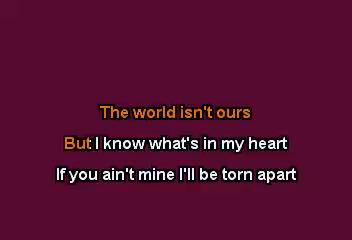 The world isn't ours
But I know what's in my heart
If you ain't mine I'll be torn apart